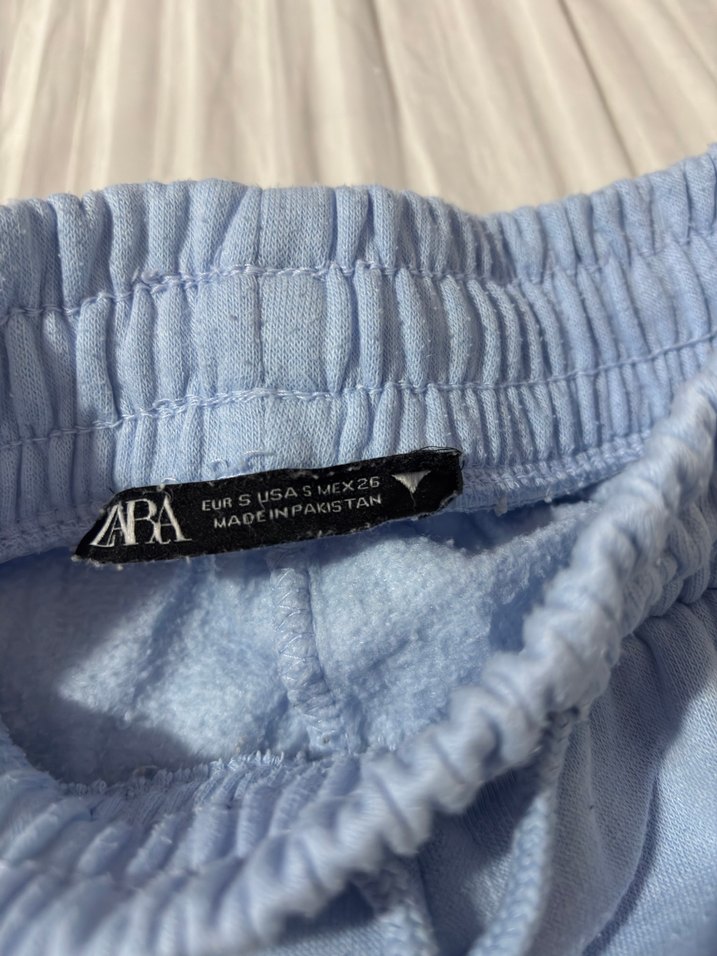 ZARA
EUR S USA S MEX 26
MADE IN PAKISTAN